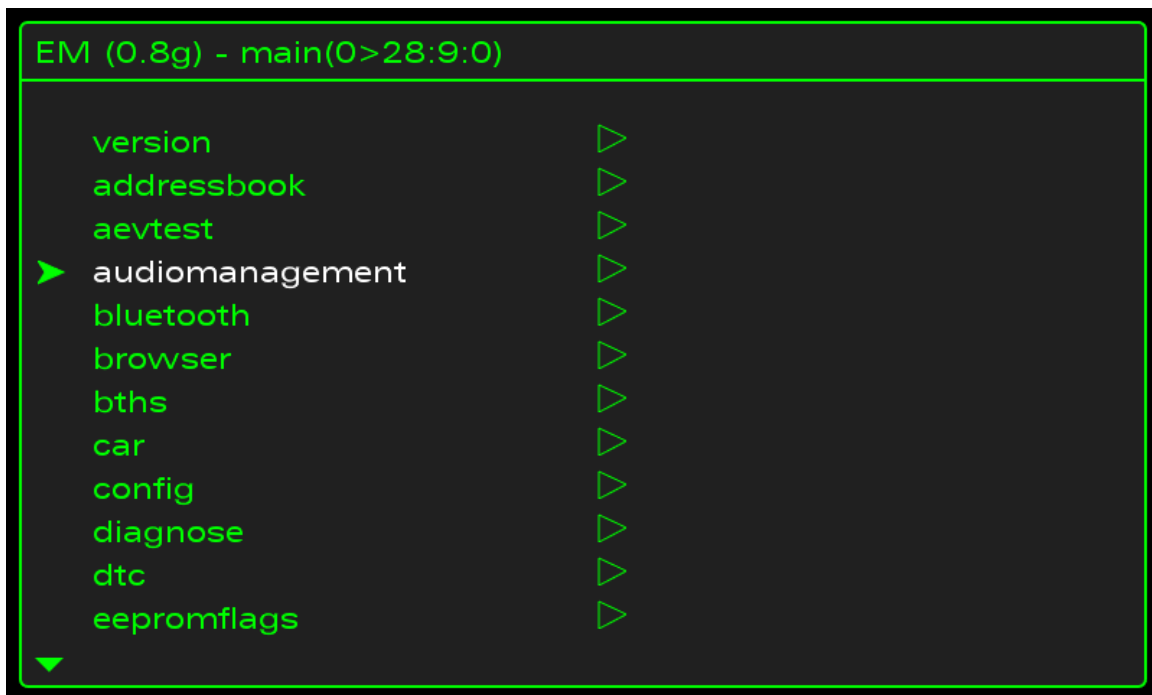 EM (0.8g) - main(0>28:9:0)
version
addressbook
aevtest
audiomanagement
bluetooth
browser
bths
car
config
diagnose
dtc
eepromflags